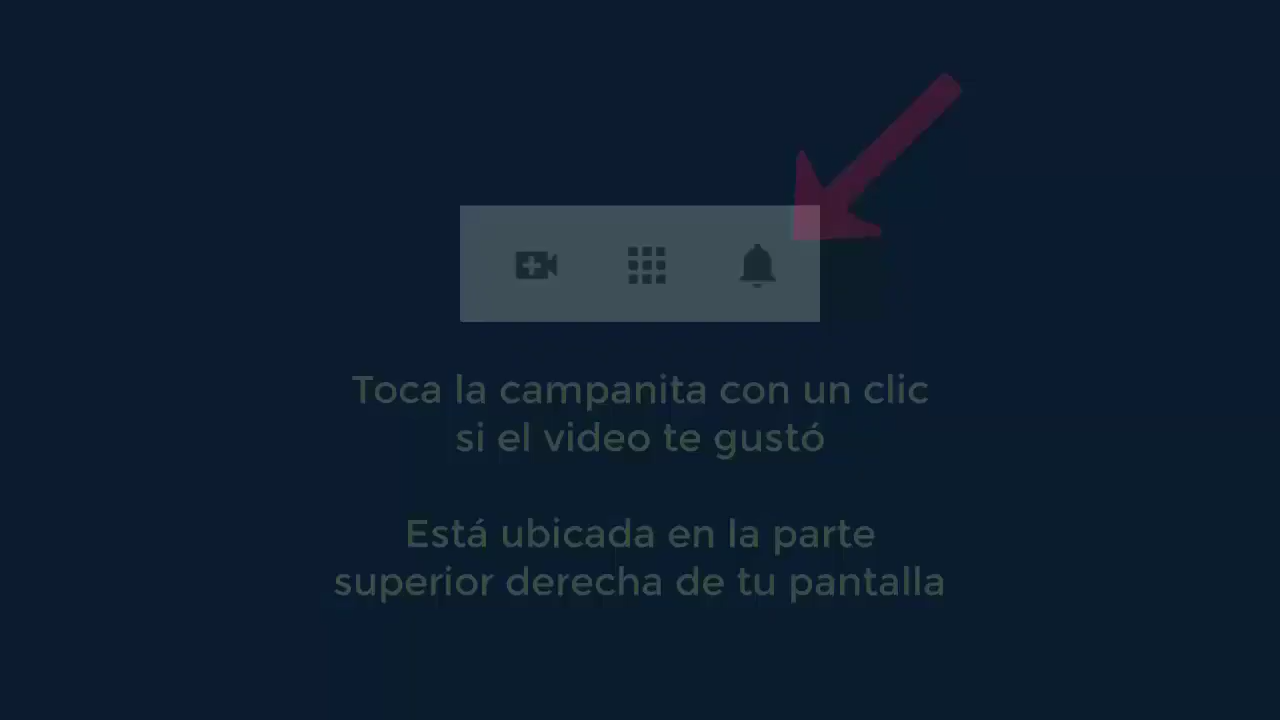 Toca la campanita con un clic
si el video te gustó
Está ubicada en la parte
superior derecha de tu pantalla